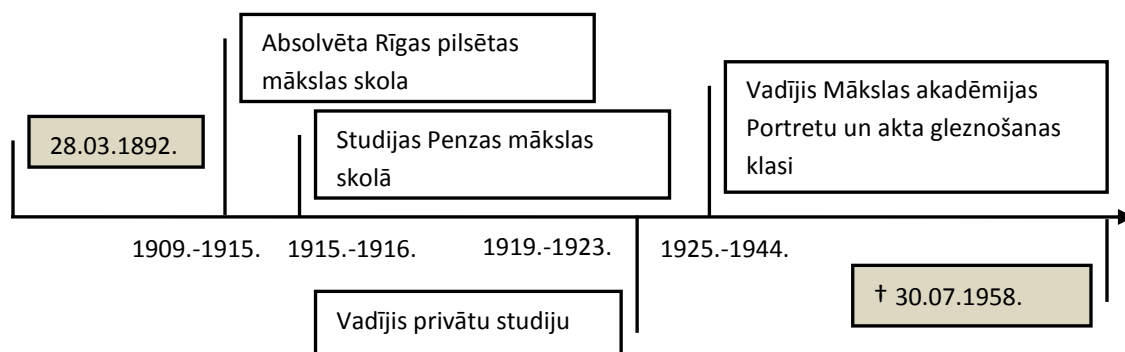 Absolvēta Rīgas pilsētas
mākslas skola
28.03.1892.
Studijas Penzas mākslas
skolā
Vadījis Mākslas akadēmijas
Portretu un akta gleznošanas
klasi
1909.-1915.
1915.-1916.
1919.-1923.
1925.-1944.
Vadījis privātu studiju
† 30.07.1958.